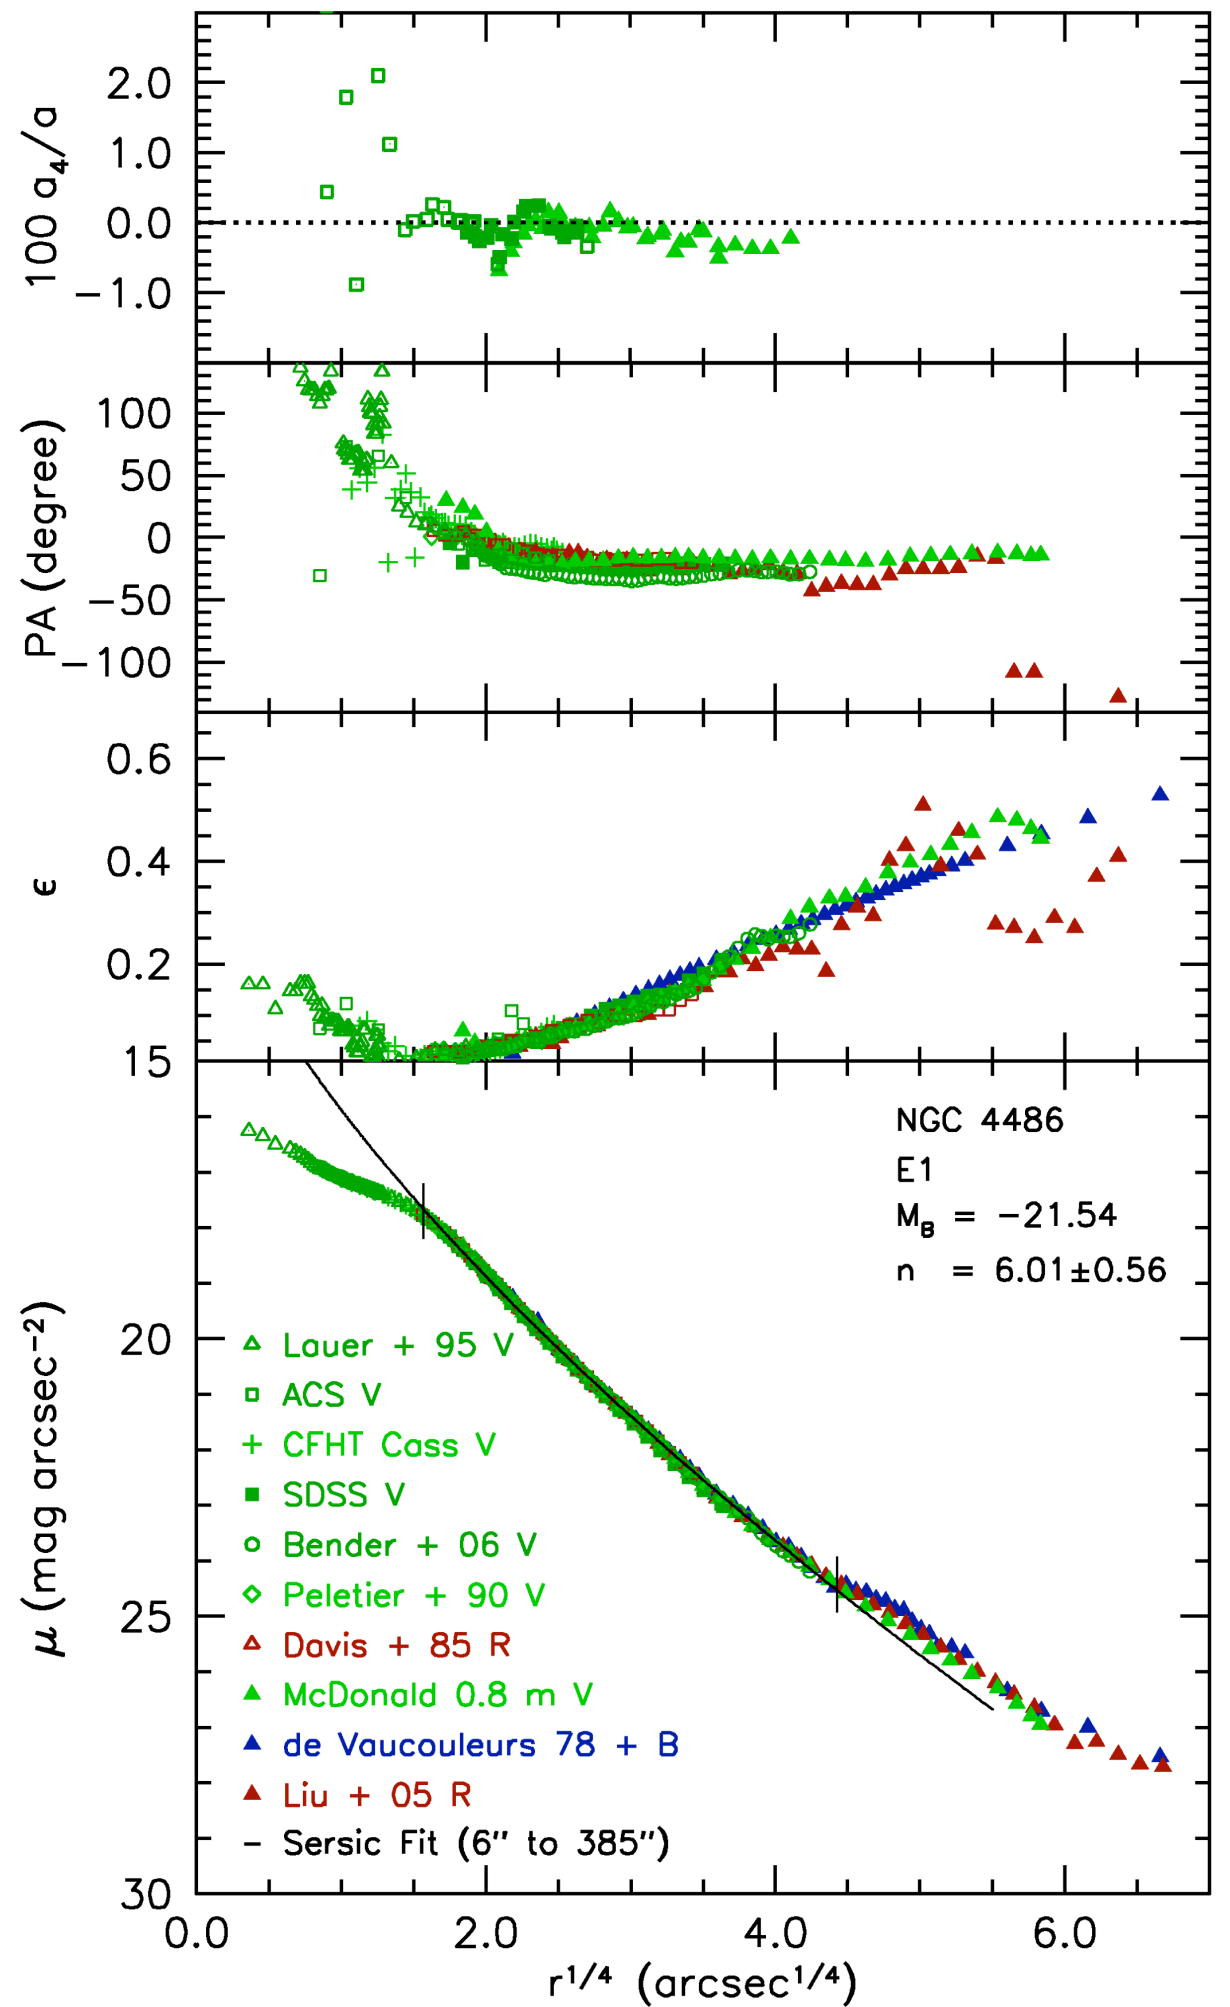 100 a₄/a
2.0
1.0
0.0
−1.0
PA (degree)
100
50
0
−50
−100
ϵ
0.6
0.4
0.2
μ (mag arcsec⁻²)
15
20
25
30
NGC 4486
E1
M_B = −21.54
n = 6.01±0.56
Lauer + 95 V
ACS V
CFHT Cass V
SDSS V
Bender + 06 V
Peletier + 90 V
Davis + 85 R
McDonald 0.8 m V
de Vaucouleurs 78 + B
Liu + 05 R
Sersic Fit (6″ to 385″)
0.0 2.0 4.0 6.0
r¹/⁴ (arcsec¹/⁴)